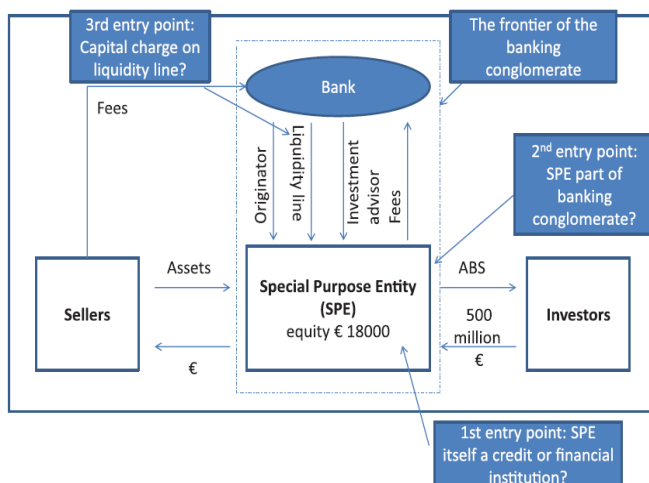 3rd entry point:
Capital charge on
liquidity line?
The frontier of the
banking
conglomerate
Bank
Fees
Originator
Liquidity line
Investment
advisor
Fees
2nd entry point:
SPE part of
banking
conglomerate?
Sellers
Assets
€
Special Purpose Entity
(SPE)
equity € 18000
ABS
500
million
€
Investors
1st entry point: SPE
itself a credit or financial
institution?